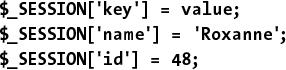 $_SESSION['key'] = value;
$_SESSION['name'] = 'Roxanne';
$_SESSION['id'] = 48;